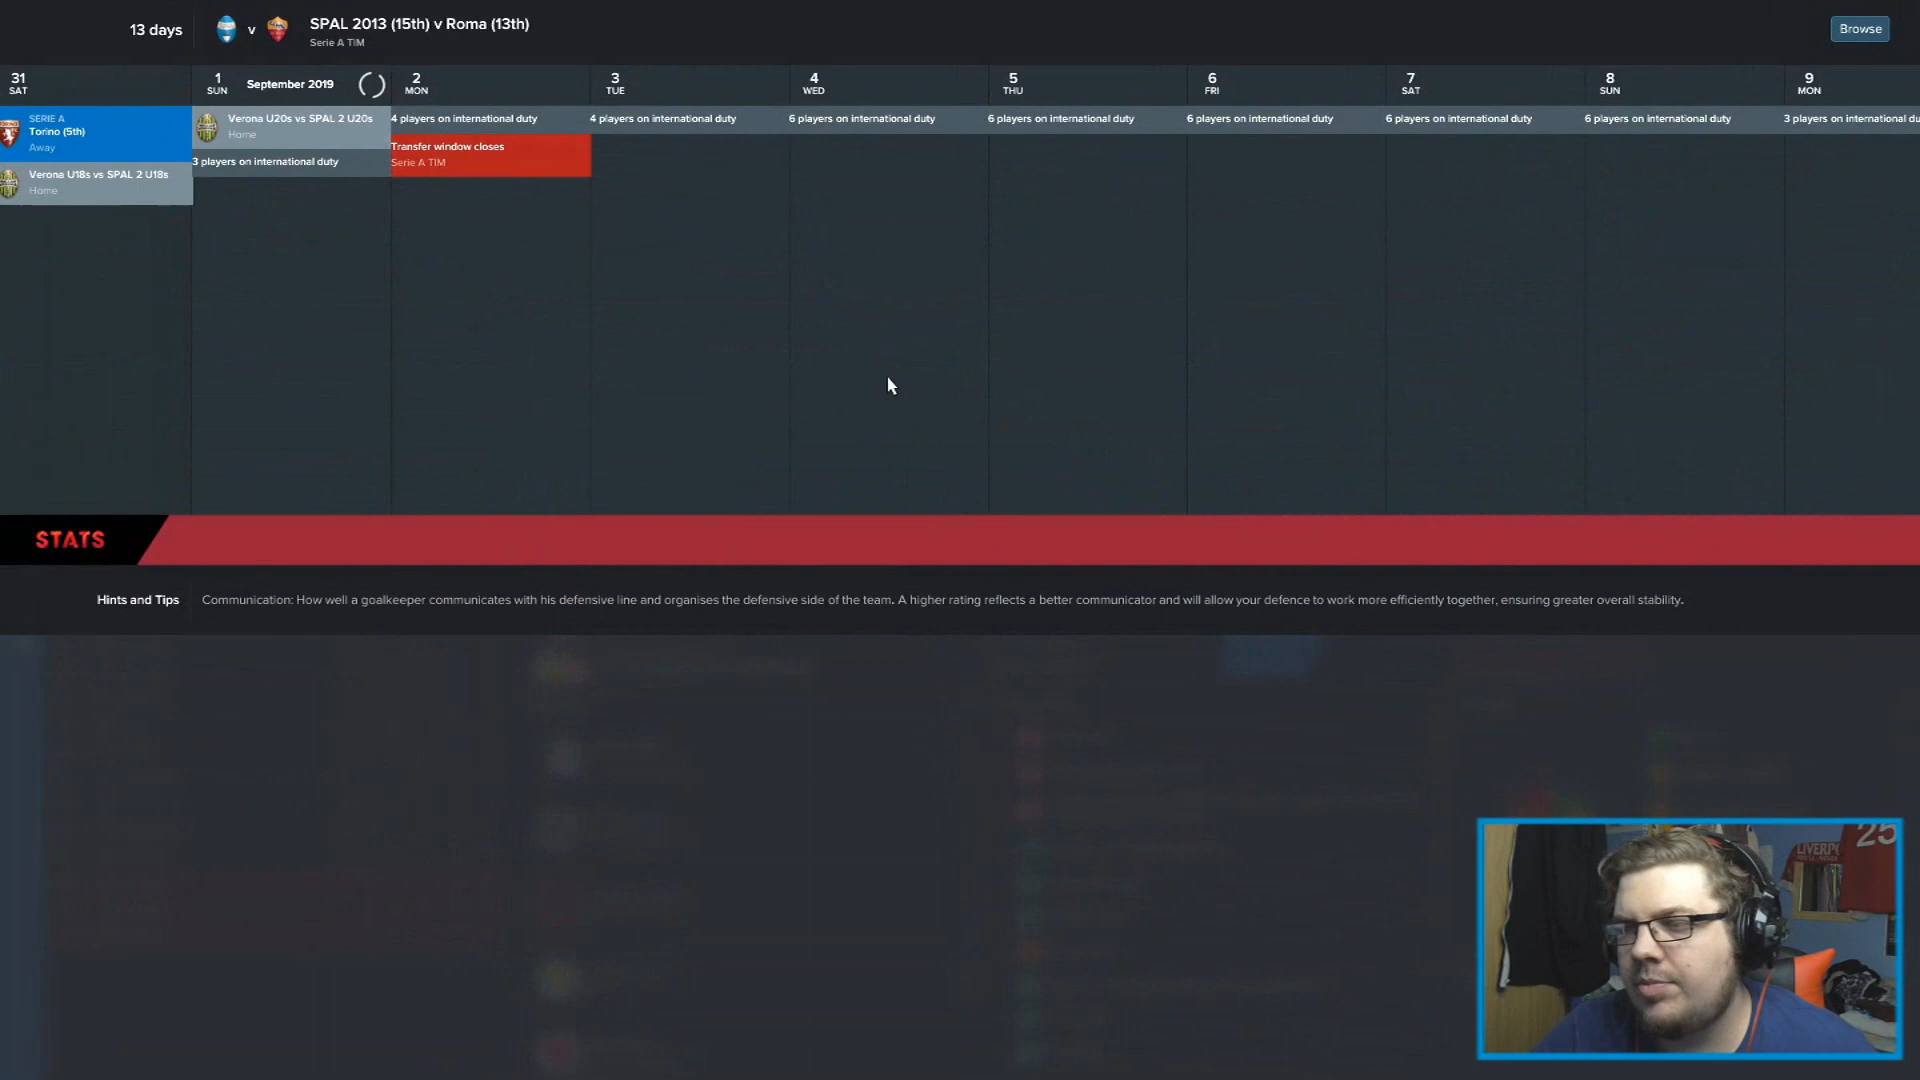 13 days
v
SPAL 2013 (15th) v Roma (13th)
Serie A TIM
Browse
31
SAT
1
SUN
September 2019
2
MON
3
TUE
4
WED
5
THU
6
FRI
7
SAT
8
SUN
9
MON
SERIE A
Torino (5th)
Away
Verona U18s vs SPAL 2 U18s
Home
Verona U20s vs SPAL 2 U20s
Home
3 players on international duty
4 players on international duty
Transfer window closes
Serie A TIM
4 players on international duty
6 players on international duty
6 players on international duty
6 players on international duty
6 players on international duty
6 players on international duty
3 players on international du
STATS
Hints and Tips
Communication: How well a goalkeeper communicates with his defensive line and organises the defensive side of the team. A higher rating reflects a better communicator and will allow your defence to work more efficiently together, ensuring greater overall stability.
25
LIVERP